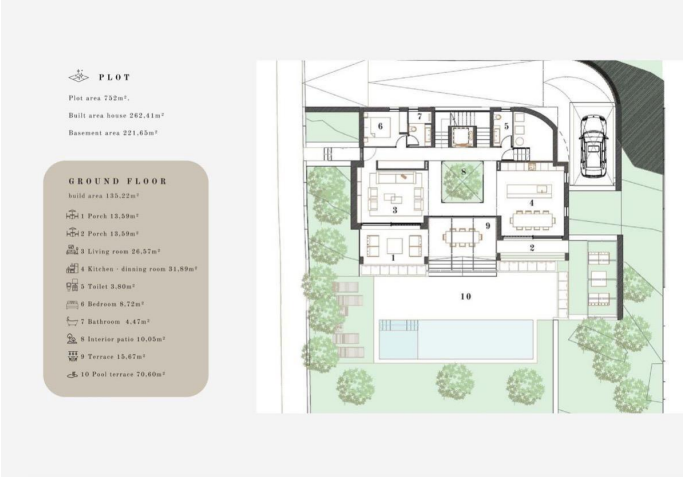 PLOT
Plot area 752m².
Built area house 262,41m²
Basement area 221,65m²
GROUND FLOOR
build area 135,22m²
1 Porch 13,59m²
2 Porch 13,59m²
3 Living room 26,57m²
4 Kitchen - dinning room 31,89m²
5 Toilet 3,80m²
6 Bedroom 8,72m²
7 Bathroom 4,47m²
8 Interior patio 10,05m²
9 Terrace 15,67m²
10 Pool terrace 70,60m²
6
7
5
8
3
4
9
1
2
10